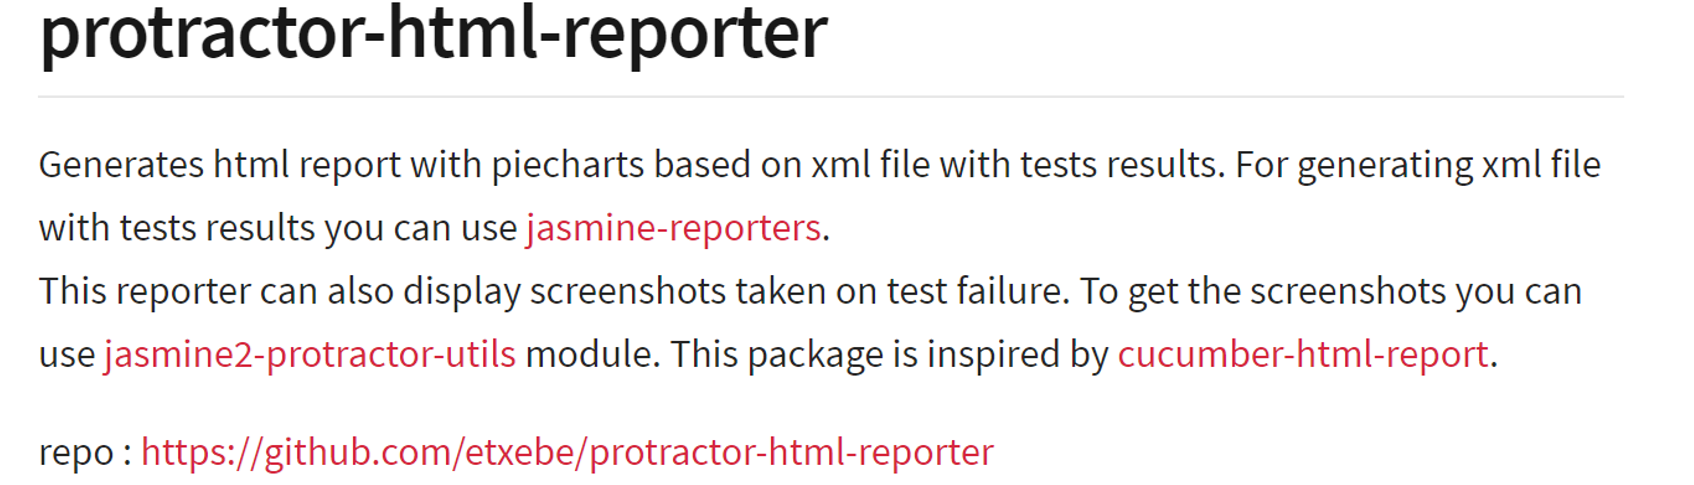 protractor-html-reporter
Generates html report with piecharts based on xml file with tests results. For generating xml file
with tests results you can use jasmine-reporters.
This reporter can also display screenshots taken on test failure. To get the screenshots you can
use jasmine2-protractor-utils module. This package is inspired by cucumber-html-report.
repo : https://github.com/etxebe/protractor-html-reporter